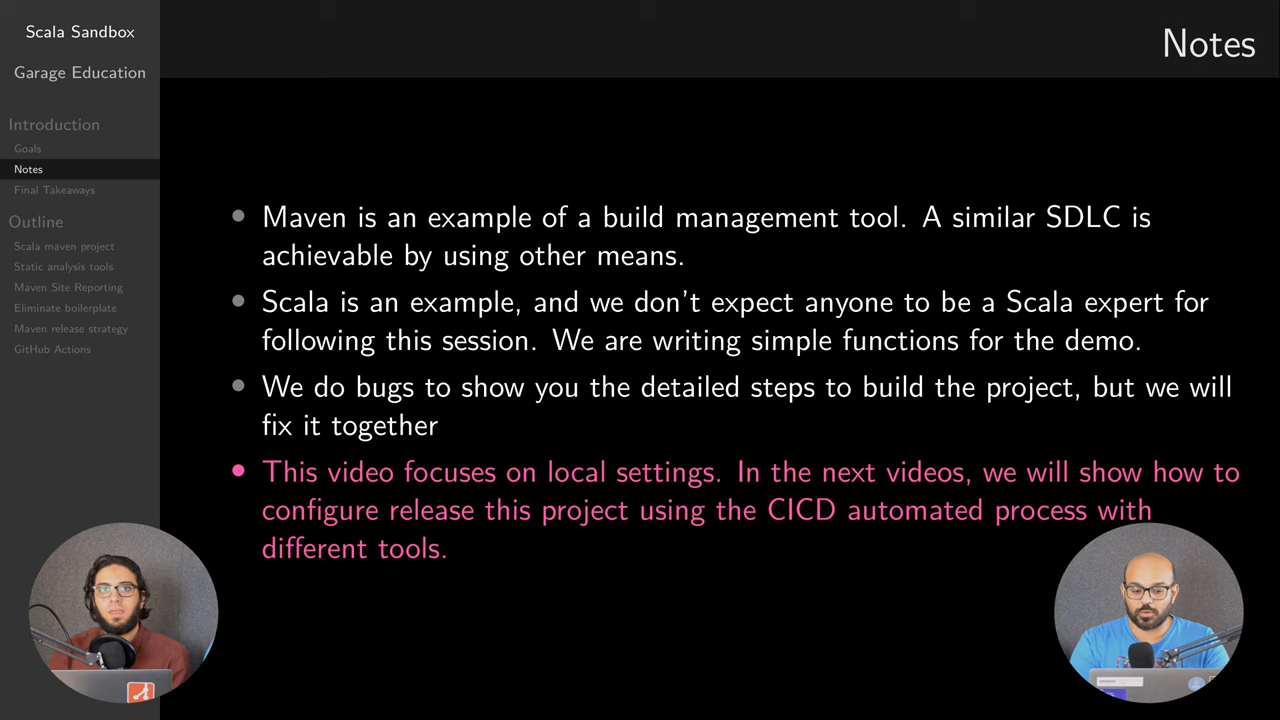 Scala Sandbox
Garage Education
Introduction
Goals
Notes
Final Takeaways
Outline
Scala maven project
Static analysis tools
Maven Site Reporting
Eliminate boilerplate
Maven release strategy
GitHub Actions
Notes
Maven is an example of a build management tool. A similar SDLC is
achievable by using other means.
Scala is an example, and we don't expect anyone to be a Scala expert for
following this session. We are writing simple functions for the demo.
We do bugs to show you the detailed steps to build the project, but we will
fix it together
This video focuses on local settings. In the next videos, we will show how to
configure release this project using the CICD automated process with
different tools.